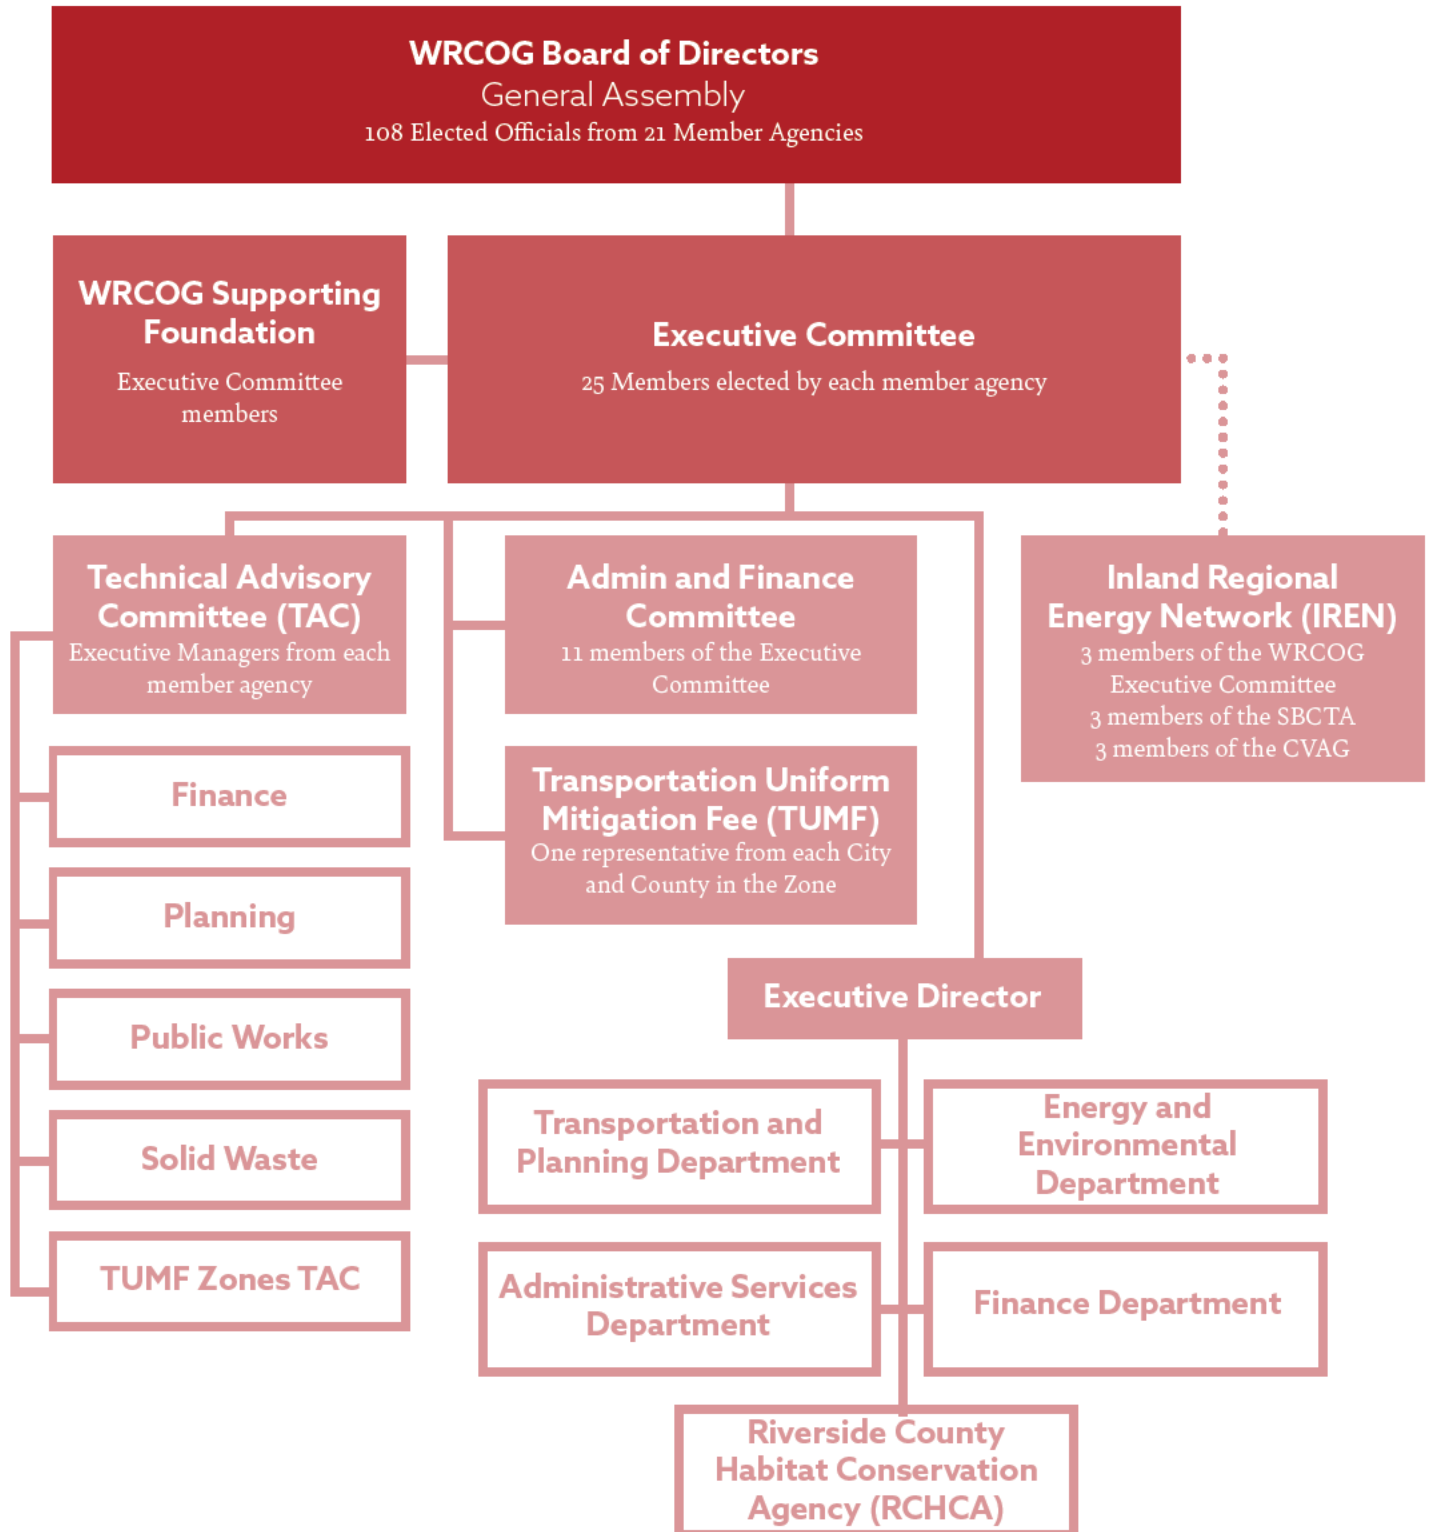 WRCOG Board of Directors
General Assembly
108 Elected Officials from 21 Member Agencies
WRCOG Supporting
Foundation
Executive Committee
members
Executive Committee
25 Members elected by each member agency
Technical Advisory
Committee (TAC)
Executive Managers from each
member agency
Admin and Finance
Committee
11 members of the Executive
Committee
Inland Regional
Energy Network (IREN)
3 members of the WRCOG
Executive Committee
3 members of the SBCTA
3 members of the CVAG
Finance
Planning
Public Works
Solid Waste
TUMF Zones TAC
Transportation Uniform
Mitigation Fee (TUMF)
One representative from each City
and County in the Zone
Executive Director
Transportation and
Planning Department
Energy and
Environmental
Department
Administrative Services
Department
Finance Department
Riverside County
Habitat Conservation
Agency (RCHCA)